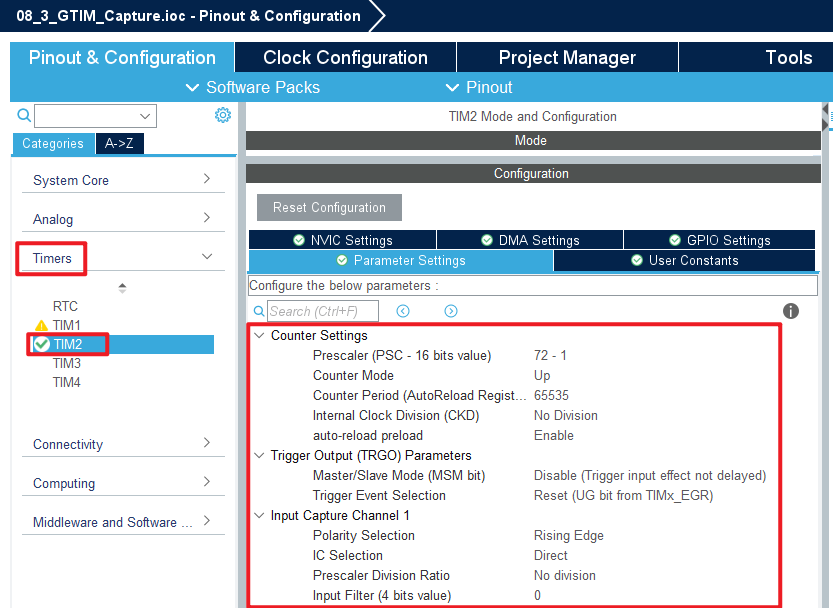 08_3_GTIM_Capture.ioc - Pinout & Configuration
Pinout & Configuration Clock Configuration Project Manager Tools
Software Packs Pinout
TIM2 Mode and Configuration
Mode
Categories A->Z
Configuration
System Core
Reset Configuration
Analog
NVIC Settings DMA Settings GPIO Settings
Timers
Parameter Settings User Constants
Configure the below parameters :
Search (Ctrl+F)
RTC
TIM1
TIM2
TIM3
TIM4
Connectivity
Computing
Middleware and Software ...
Counter Settings
Prescaler (PSC - 16 bits value) 72 - 1
Counter Mode Up
Counter Period (AutoReload Regist... 65535
Internal Clock Division (CKD) No Division
auto-reload preload Enable
Trigger Output (TRGO) Parameters
Master/Slave Mode (MSM bit) Disable (Trigger input effect not delayed)
Trigger Event Selection Reset (UG bit from TIMx_EGR)
Input Capture Channel 1
Polarity Selection Rising Edge
IC Selection Direct
Prescaler Division Ratio No division
Input Filter (4 bits value) 0